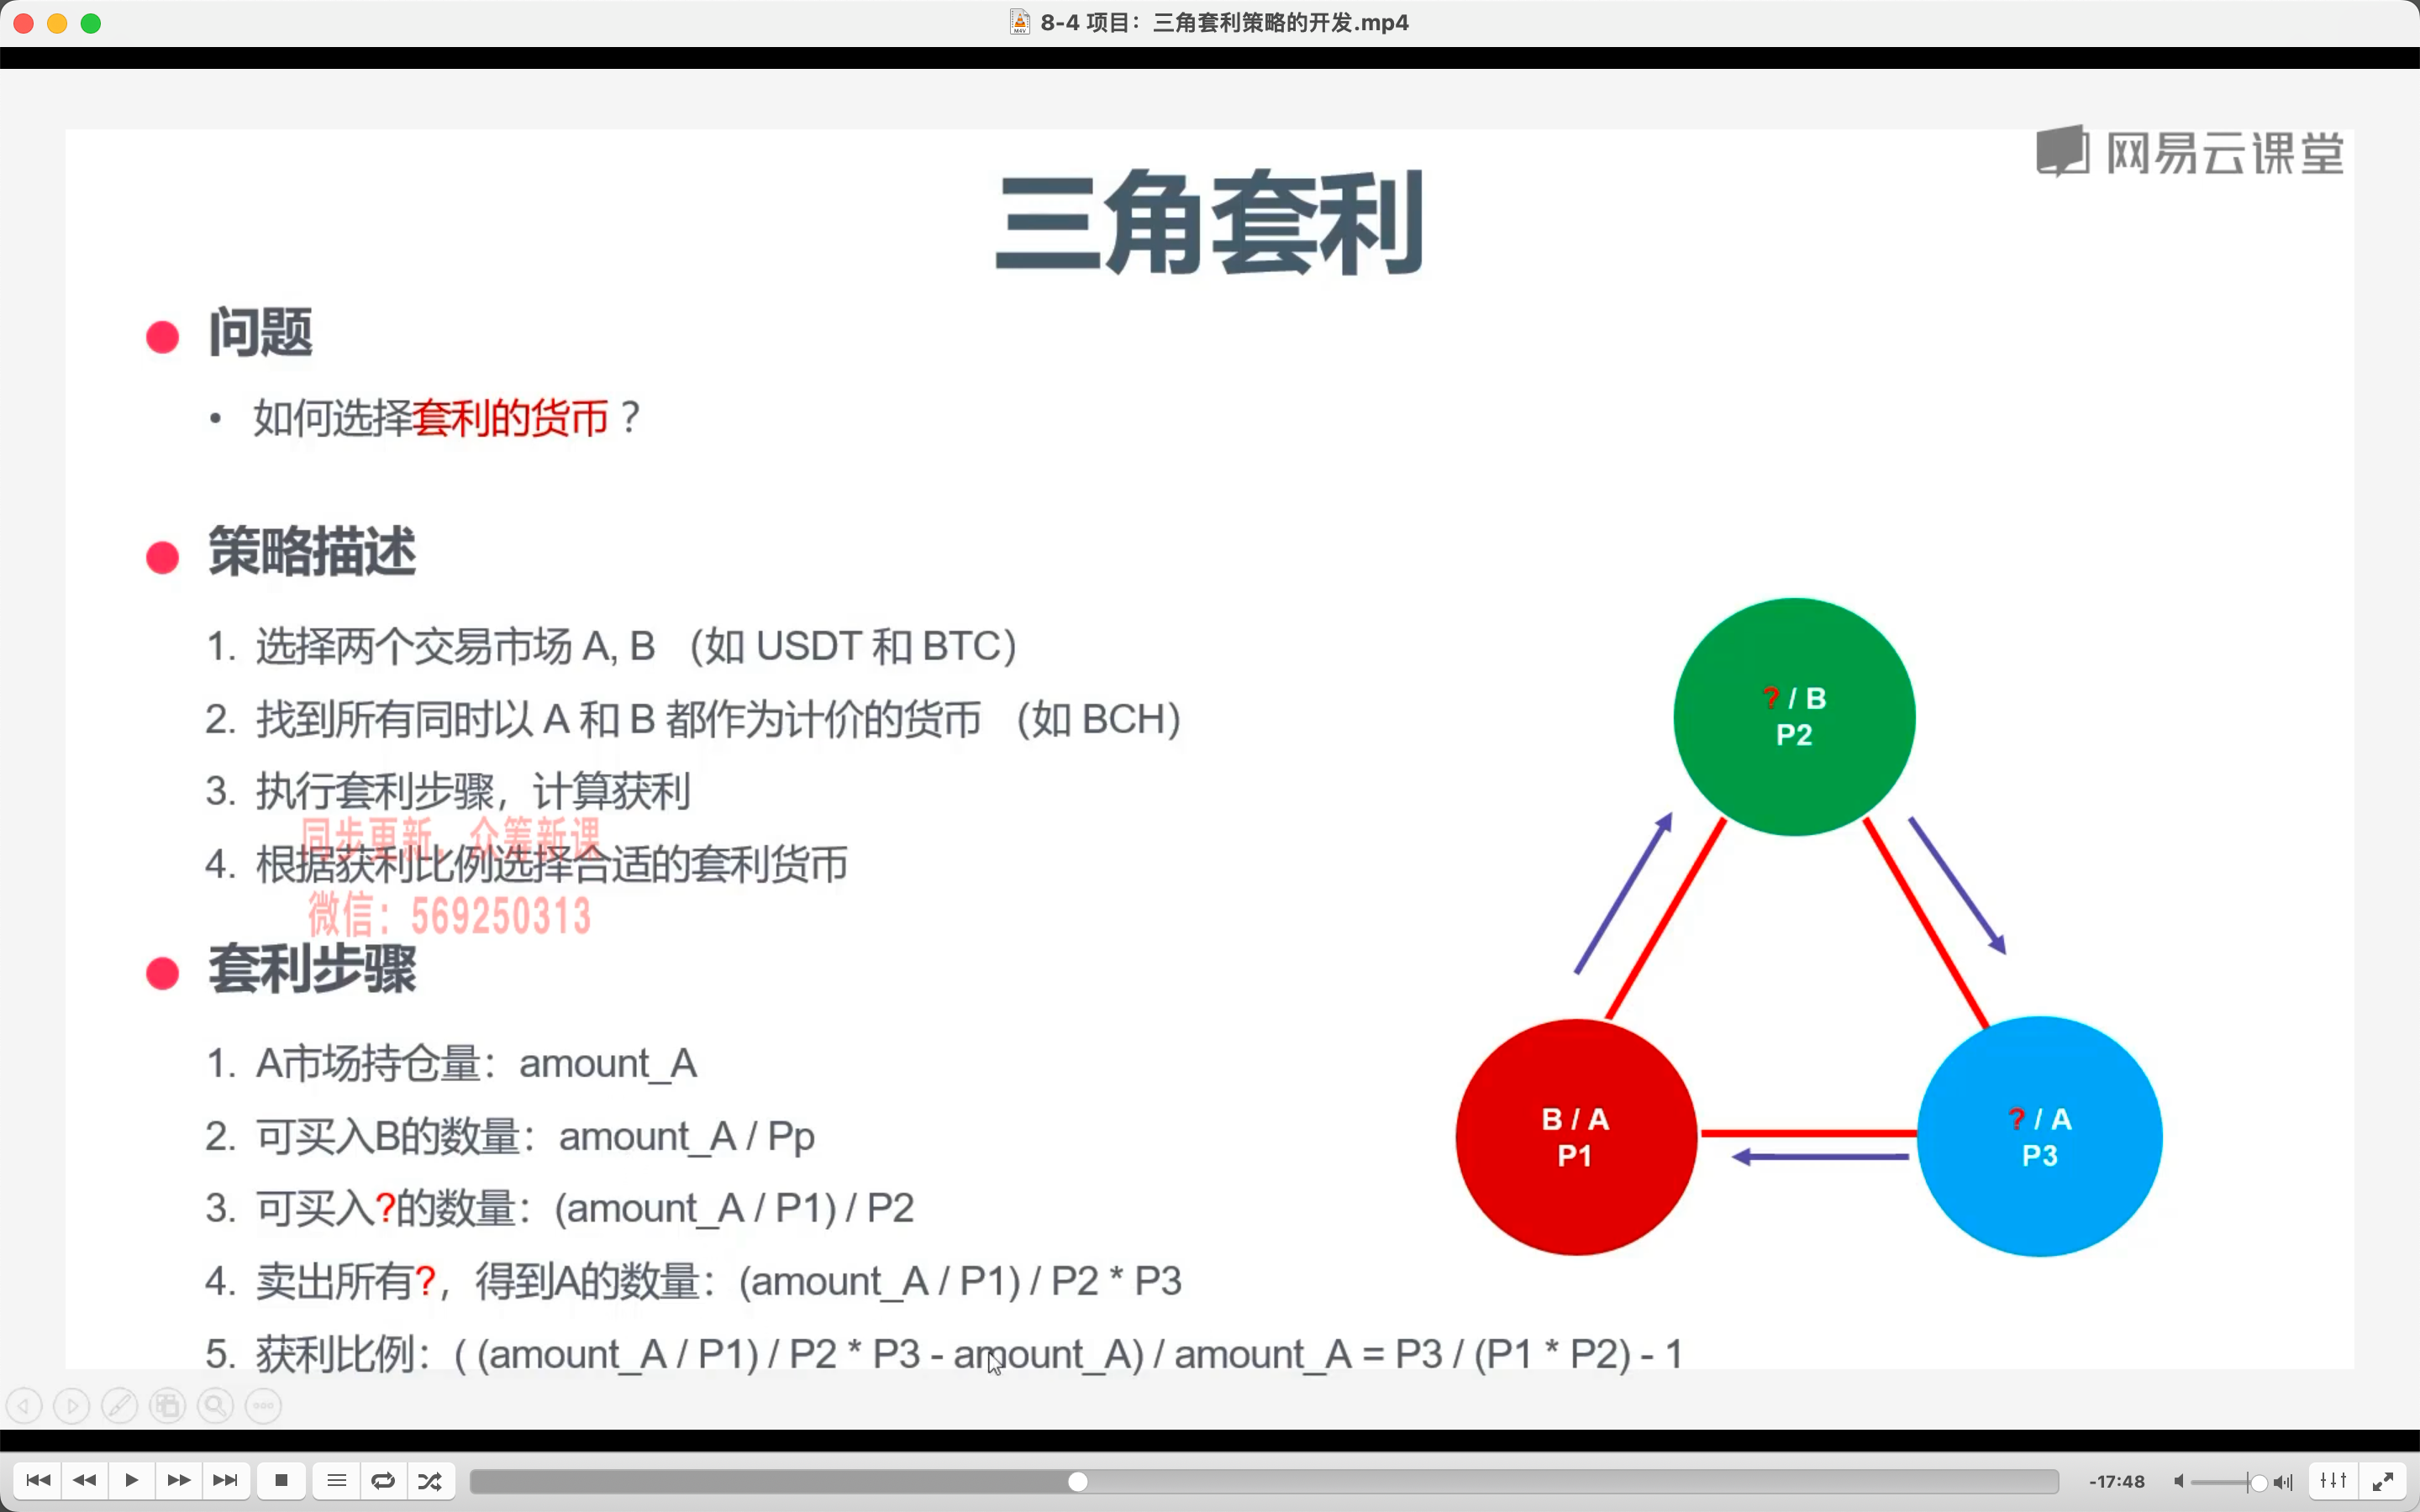 8-4 项目：三角套利策略的开发.mp4
网易云课堂
三角套利
问题
• 如何选择套利的货币？
策略描述
1. 选择两个交易市场 A, B （如 USDT 和 BTC）
2. 找到所有同时以 A 和 B 都作为计价的货币 （如 BCH）
3. 执行套利步骤，计算获利
同步更新，众筹新课
4. 根据获利比例选择合适的套利货币
微信：569250313
套利步骤
1. A市场持仓量：amount_A
2. 可买入B的数量：amount_A / Pp
3. 可买入?的数量：(amount_A / P1) / P2
4. 卖出所有?，得到A的数量：(amount_A / P1) / P2 * P3
5. 获利比例：( (amount_A / P1) / P2 * P3 - amount_A) / amount_A = P3 / (P1 * P2) - 1
? / B
P2
B / A
P1
? / A
P3
-17:48